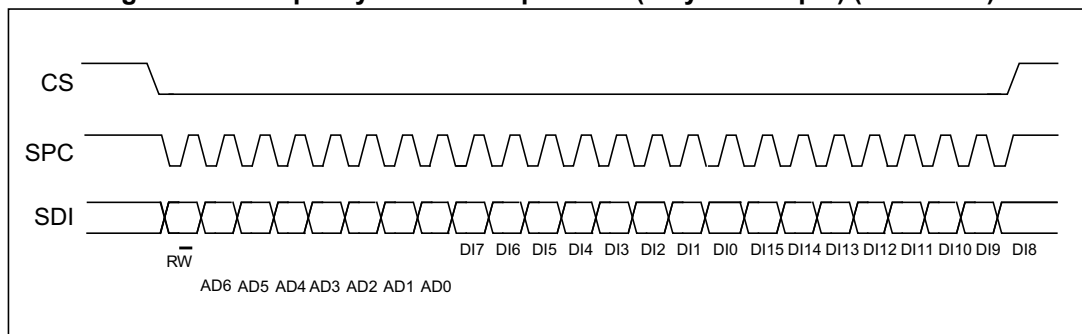 CS
SPC
SDI
RW
DI7 DI6 DI5 DI4 DI3 DI2 DI1 DI0 DI15 DI14 DI13 DI12 DI11 DI10 DI9 DI8
AD6 AD5 AD4 AD3 AD2 AD1 AD0